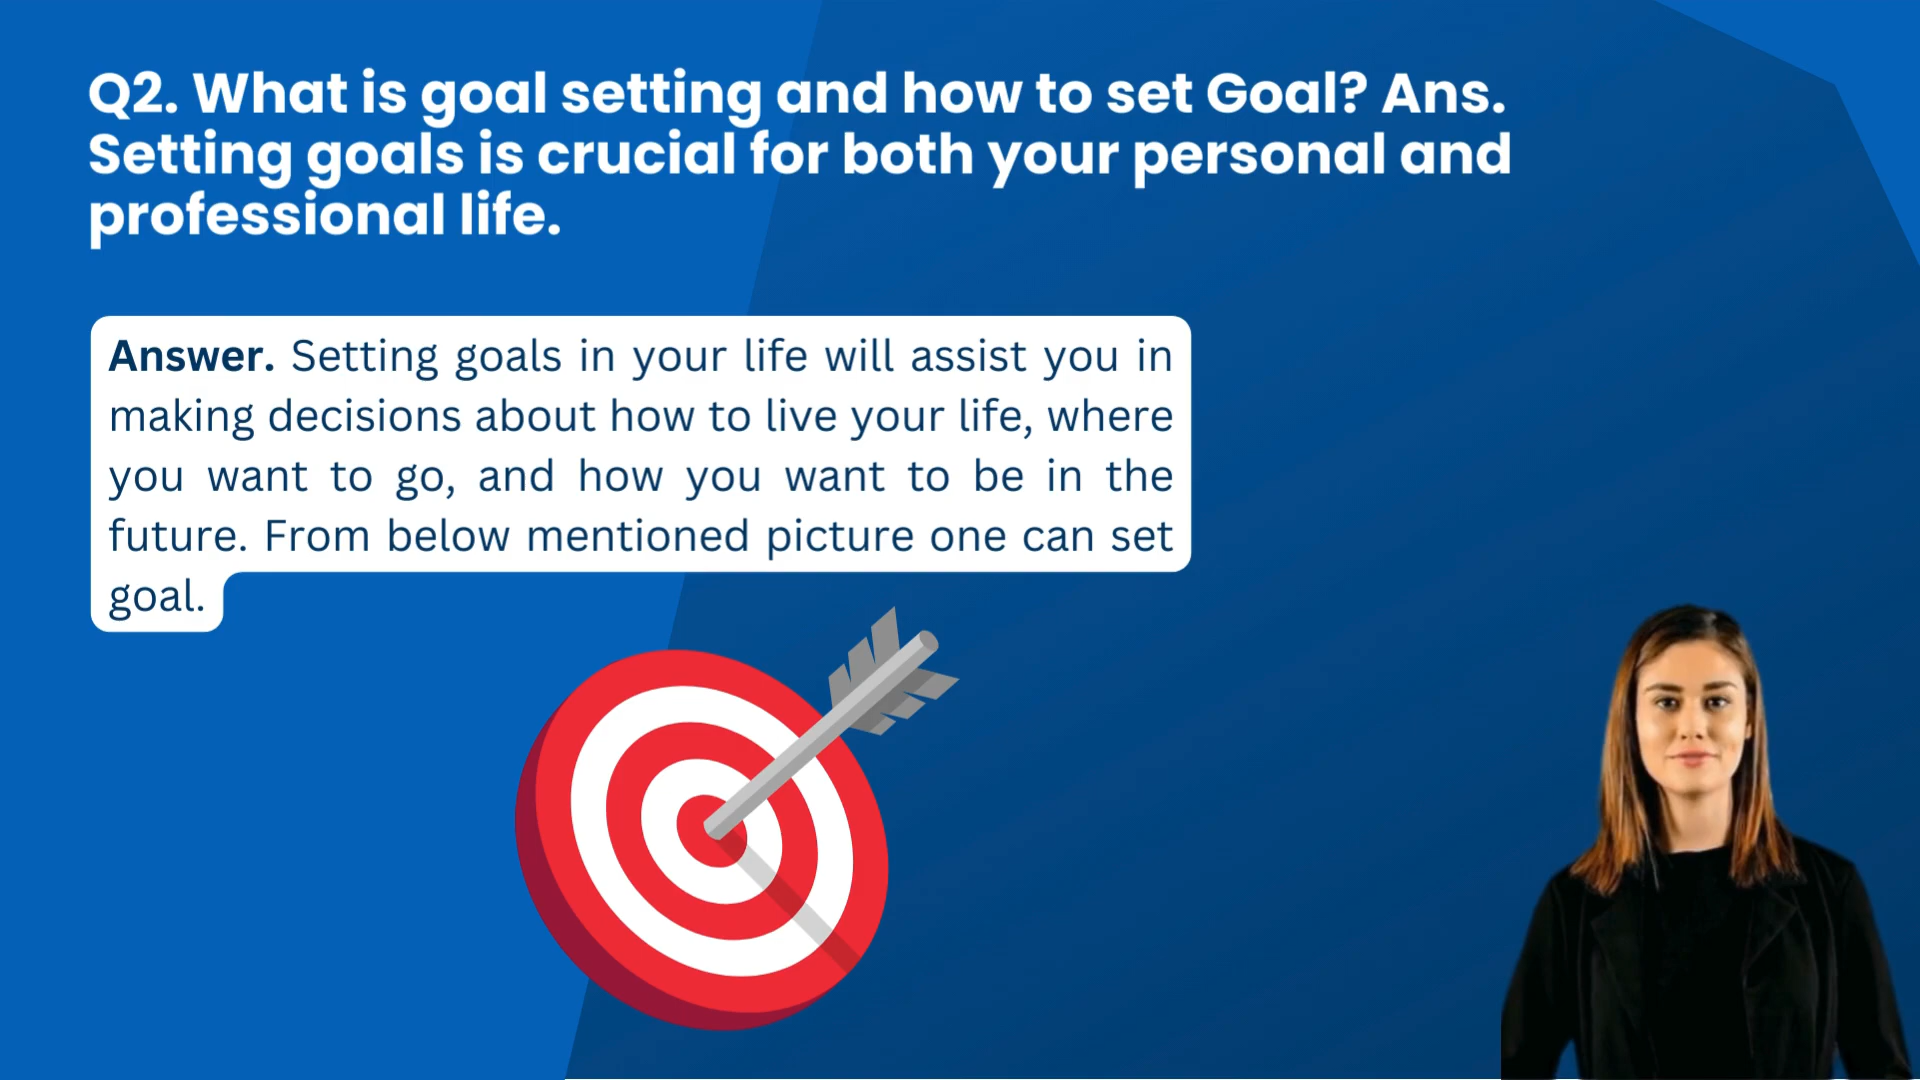 Q2. What is goal setting and how to set Goal? Ans.
Setting goals is crucial for both your personal and
professional life.
Answer. Setting goals in your life will assist you in
making decisions about how to live your life, where
you want to go, and how you want to be in the
future. From below mentioned picture one can set
goal.